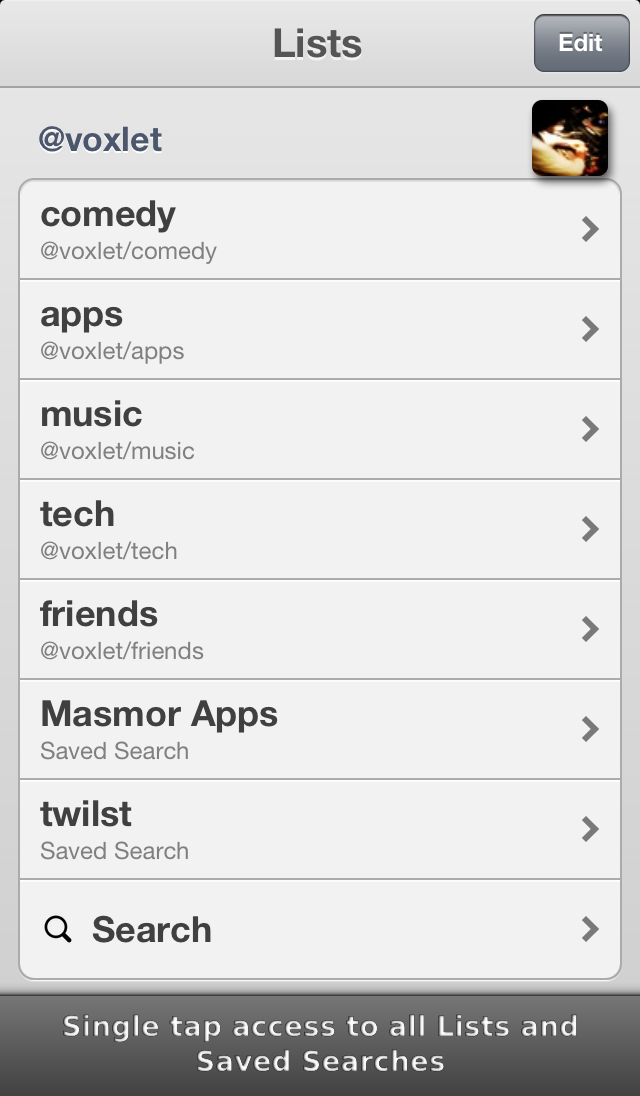 Lists
Edit
@voxlet
comedy
@voxlet/comedy
apps
@voxlet/apps
music
@voxlet/music
tech
@voxlet/tech
friends
@voxlet/friends
Masmor Apps
Saved Search
twilst
Saved Search
Search
Single tap access to all Lists and
Saved Searches